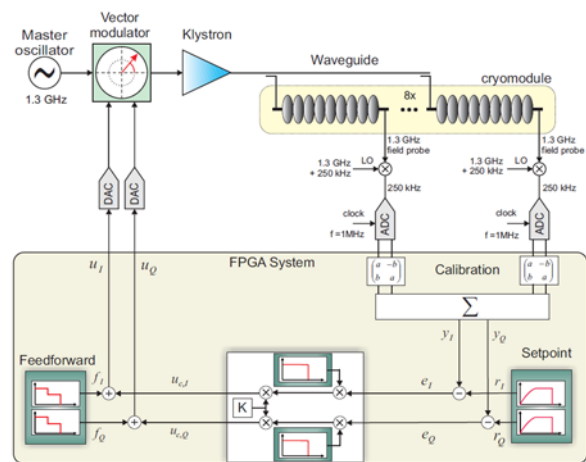 Master
oscillator
1.3 GHz
Vector
modulator
Klystron
Waveguide
cryomodule
8x
1.3 GHz
field probe
1.3 GHz
field probe
1.3 GHz
+ 250 kHz
LO
1.3 GHz
+ 250 kHz
LO
250 kHz
250 kHz
clock
f =1MHz
ADC
clock
f=1MHz
ADC
DAC
DAC
u_I
u_Q
FPGA System
Calibration
a -b
b a
a -b
b a
Σ
y_I
y_Q
Feedforward
Setpoint
f_I
u_{c,I}
e_I
r_I
K
f_Q
u_{c,Q}
e_Q
r_Q